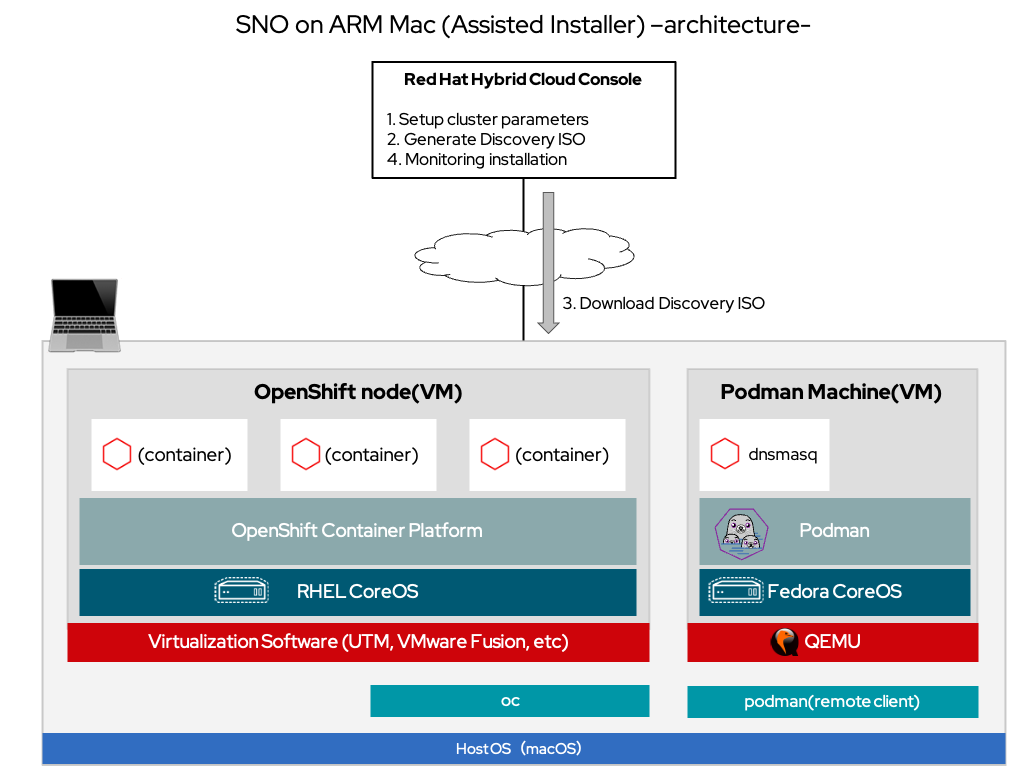 SNO on ARM Mac (Assisted Installer) –architecture-
Red Hat Hybrid Cloud Console
1. Setup cluster parameters
2. Generate Discovery ISO
4. Monitoring installation
3. Download Discovery ISO
OpenShift node(VM)
(container)
(container)
(container)
OpenShift Container Platform
RHEL CoreOS
Virtualization Software (UTM, VMware Fusion, etc)
oc
Podman Machine(VM)
dnsmasq
Podman
Fedora CoreOS
QEMU
podman(remote client)
Host OS (macOS)